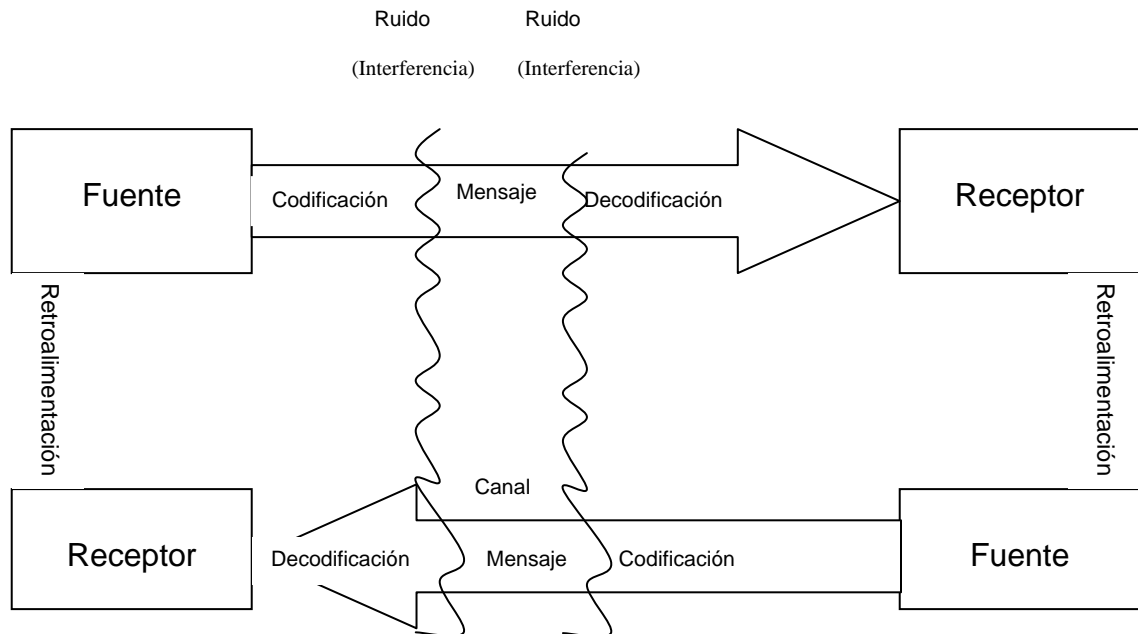 Ruido
Ruido
(Interferencia)
(Interferencia)
Fuente
Codificación
Mensaje
Decodificación
Receptor
Retroalimentación
Retroalimentación
Canal
Receptor
Decodificación
Mensaje
Codificación
Fuente